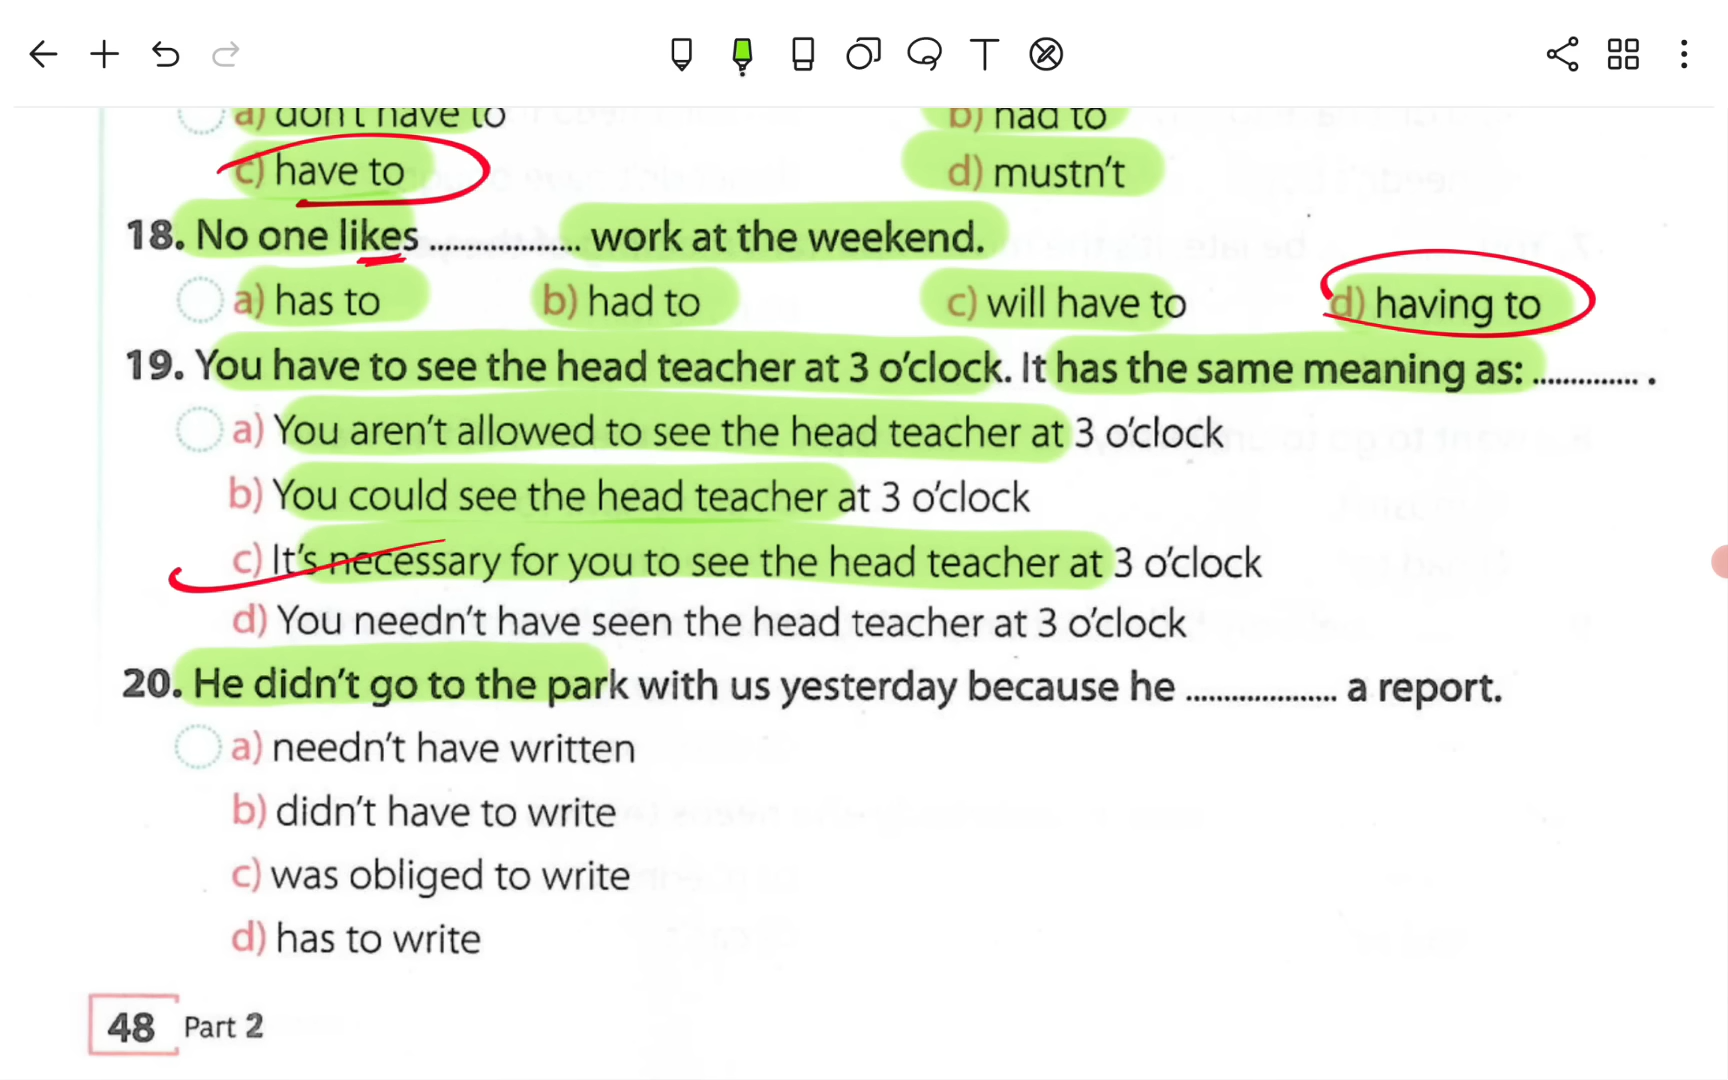 a) don't have to b) had to
c) have to d) mustn't
18. No one likes .................... work at the weekend.
a) has to b) had to c) will have to d) having to
19. You have to see the head teacher at 3 o'clock. It has the same meaning as: .............. .
a) You aren't allowed to see the head teacher at 3 o'clock
b) You could see the head teacher at 3 o'clock
c) It's necessary for you to see the head teacher at 3 o'clock
d) You needn't have seen the head teacher at 3 o'clock
20. He didn't go to the park with us yesterday because he .................... a report.
a) needn't have written
b) didn't have to write
c) was obliged to write
d) has to write
48 Part 2